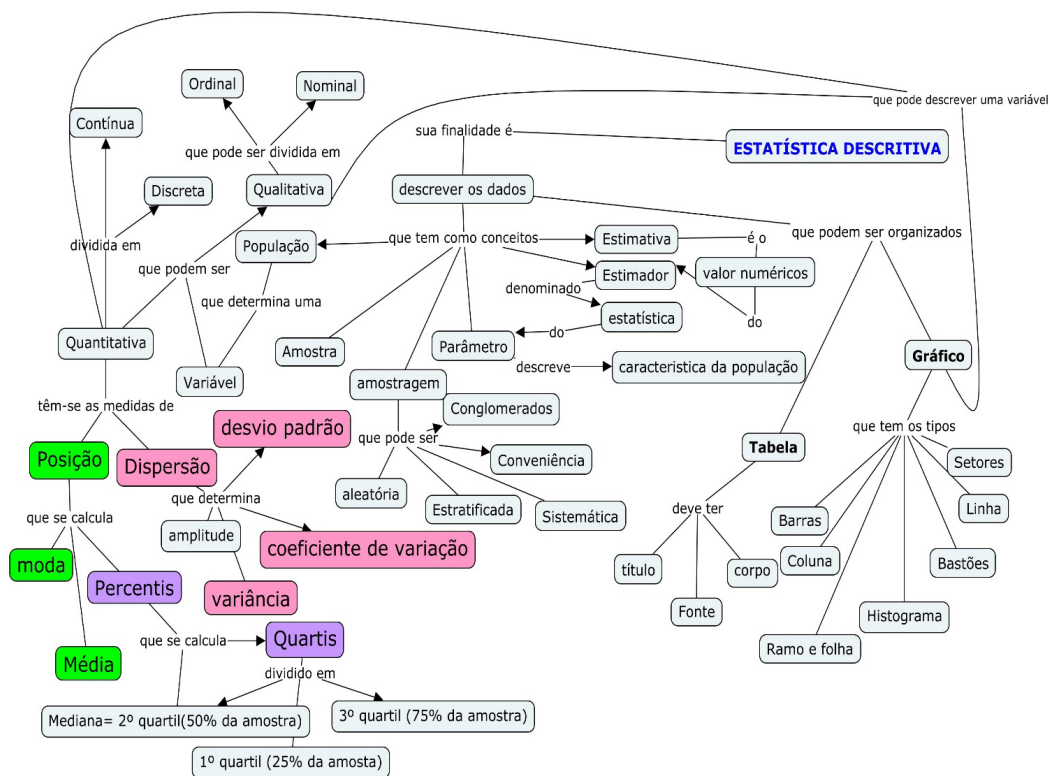 Ordinal
Nominal
que pode descrever uma variável
Contínua
sua finalidade é
ESTATÍSTICA DESCRITIVA
que pode ser dividida em
Discreta
Qualitativa
descrever os dados
dividida em
População
que tem como conceitos
Estimativa
é o
que podem ser organizados
que podem ser
Estimador
valor numéricos
denominado
que determina uma
estatística
do
do
Quantitativa
Amostra
Parâmetro
Gráfico
descreve
caracteristica da população
Variável
amostragem
têm-se as medidas de
Conglomerados
desvio padrão
que pode ser
que tem os tipos
Posição
Dispersão
Conveniência
Tabela
Setores
aleatória
que determina
Estratificada
Sistemática
deve ter
Linha
que se calcula
amplitude
Barras
coeficiente de variação
moda
Coluna
Bastões
título
corpo
Percentis
variância
Fonte
Histograma
que se calcula
Quartis
Ramo e folha
Média
dividido em
Mediana= 2º quartil(50% da amostra)
3º quartil (75% da amostra)
1º quartil (25% da amosta)